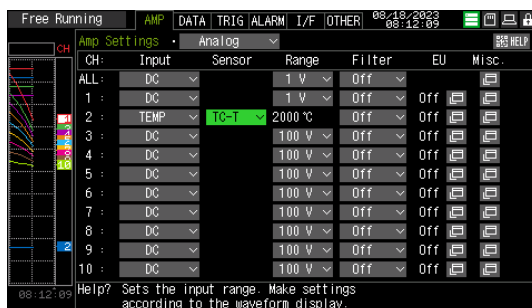 Free Running AMP DATA TRIG ALARM I/F OTHER 08/18/2023 08:12:09
Amp Settings · Analog HELP
CH
CH: Input Sensor Range Filter EU Misc.
ALL: DC 1 V Off
1 : DC 1 V Off Off
2 : TEMP TC-T 2000 ℃ Off Off
3 : DC 100 V Off Off
4 : DC 100 V Off Off
5 : DC 100 V Off Off
6 : DC 100 V Off Off
7 : DC 100 V Off Off
8 : DC 100 V Off Off
2
9 : DC 100 V Off Off
10 : DC 100 V Off Off
08:12:09
Help? Sets the input range. Make settings
according to the waveform display.